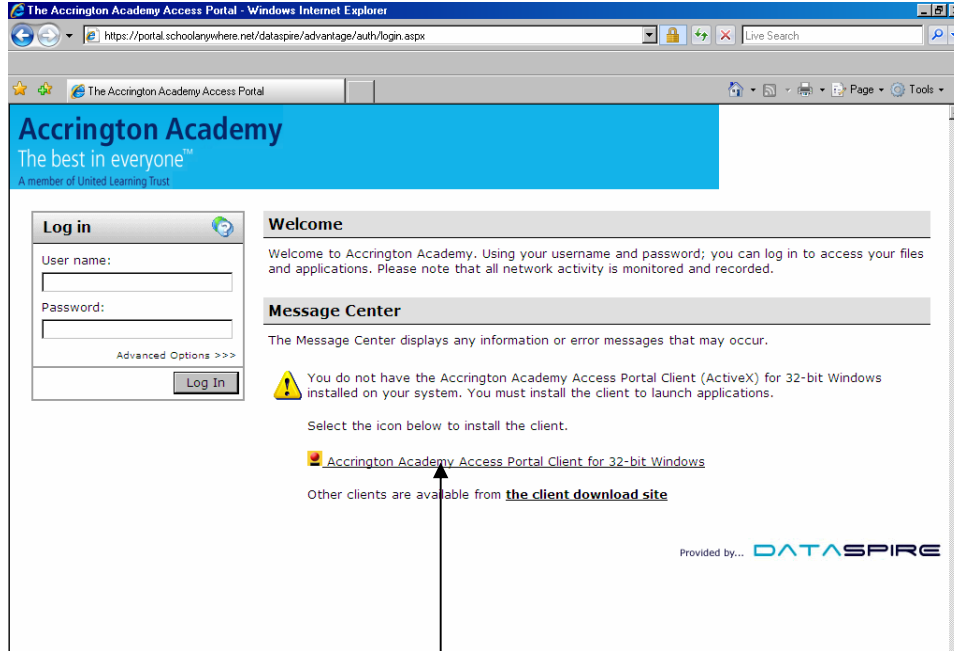 The Accrington Academy Access Portal - Windows Internet Explorer
https://portal.schoolanywhere.net/dataspire/advantage/auth/login.aspx
Live Search
The Accrington Academy Access Portal
Page
Tools
Accrington Academy
The best in everyone™
A member of United Learning Trust
Log in
User name:
Password:
Advanced Options >>>
Log In
Welcome
Welcome to Accrington Academy. Using your username and password; you can log in to access your files
and applications. Please note that all network activity is monitored and recorded.
Message Center
The Message Center displays any information or error messages that may occur.
You do not have the Accrington Academy Access Portal Client (ActiveX) for 32-bit Windows
installed on your system. You must install the client to launch applications.
Select the icon below to install the client.
Accrington Academy Access Portal Client for 32-bit Windows
Other clients are available from the client download site
Provided by... DATASPIRE